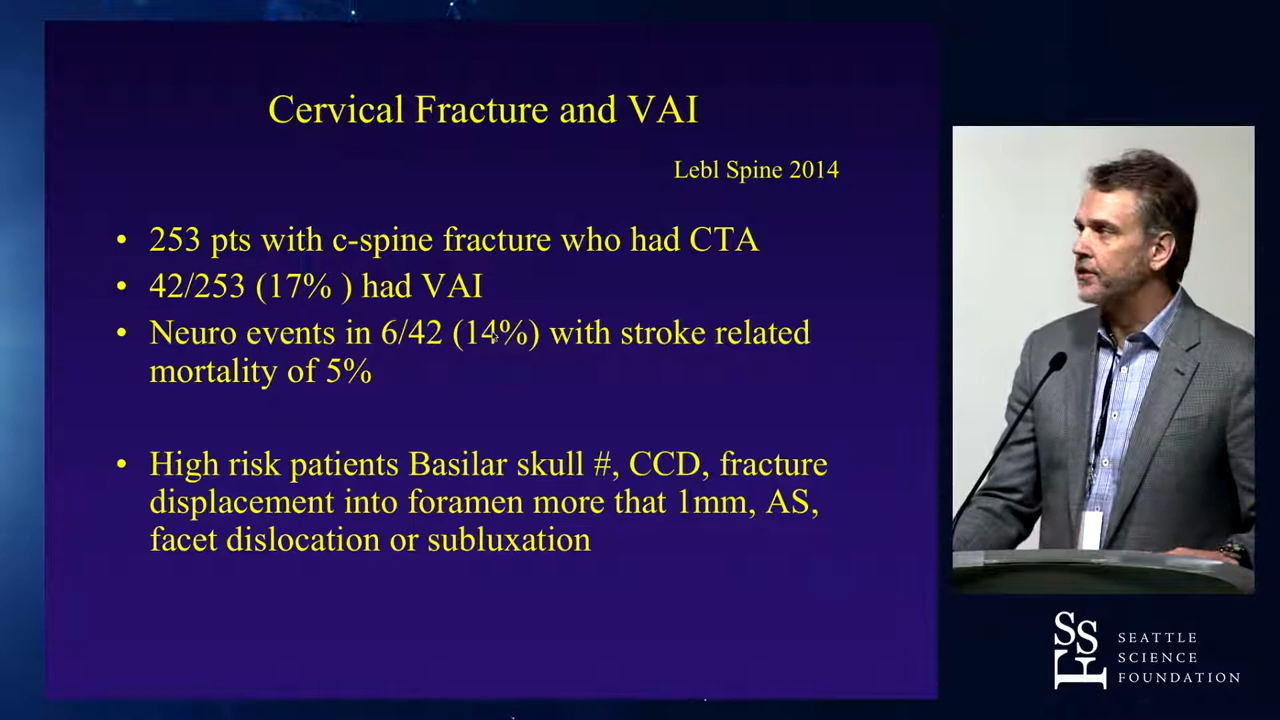 Cervical Fracture and VAI
Lebl Spine 2014
• 253 pts with c-spine fracture who had CTA
• 42/253 (17% ) had VAI
• Neuro events in 6/42 (14%) with stroke related
mortality of 5%
• High risk patients Basilar skull #, CCD, fracture
displacement into foramen more that 1mm, AS,
facet dislocation or subluxation
SSF
SEATTLE
SCIENCE
FOUNDATION